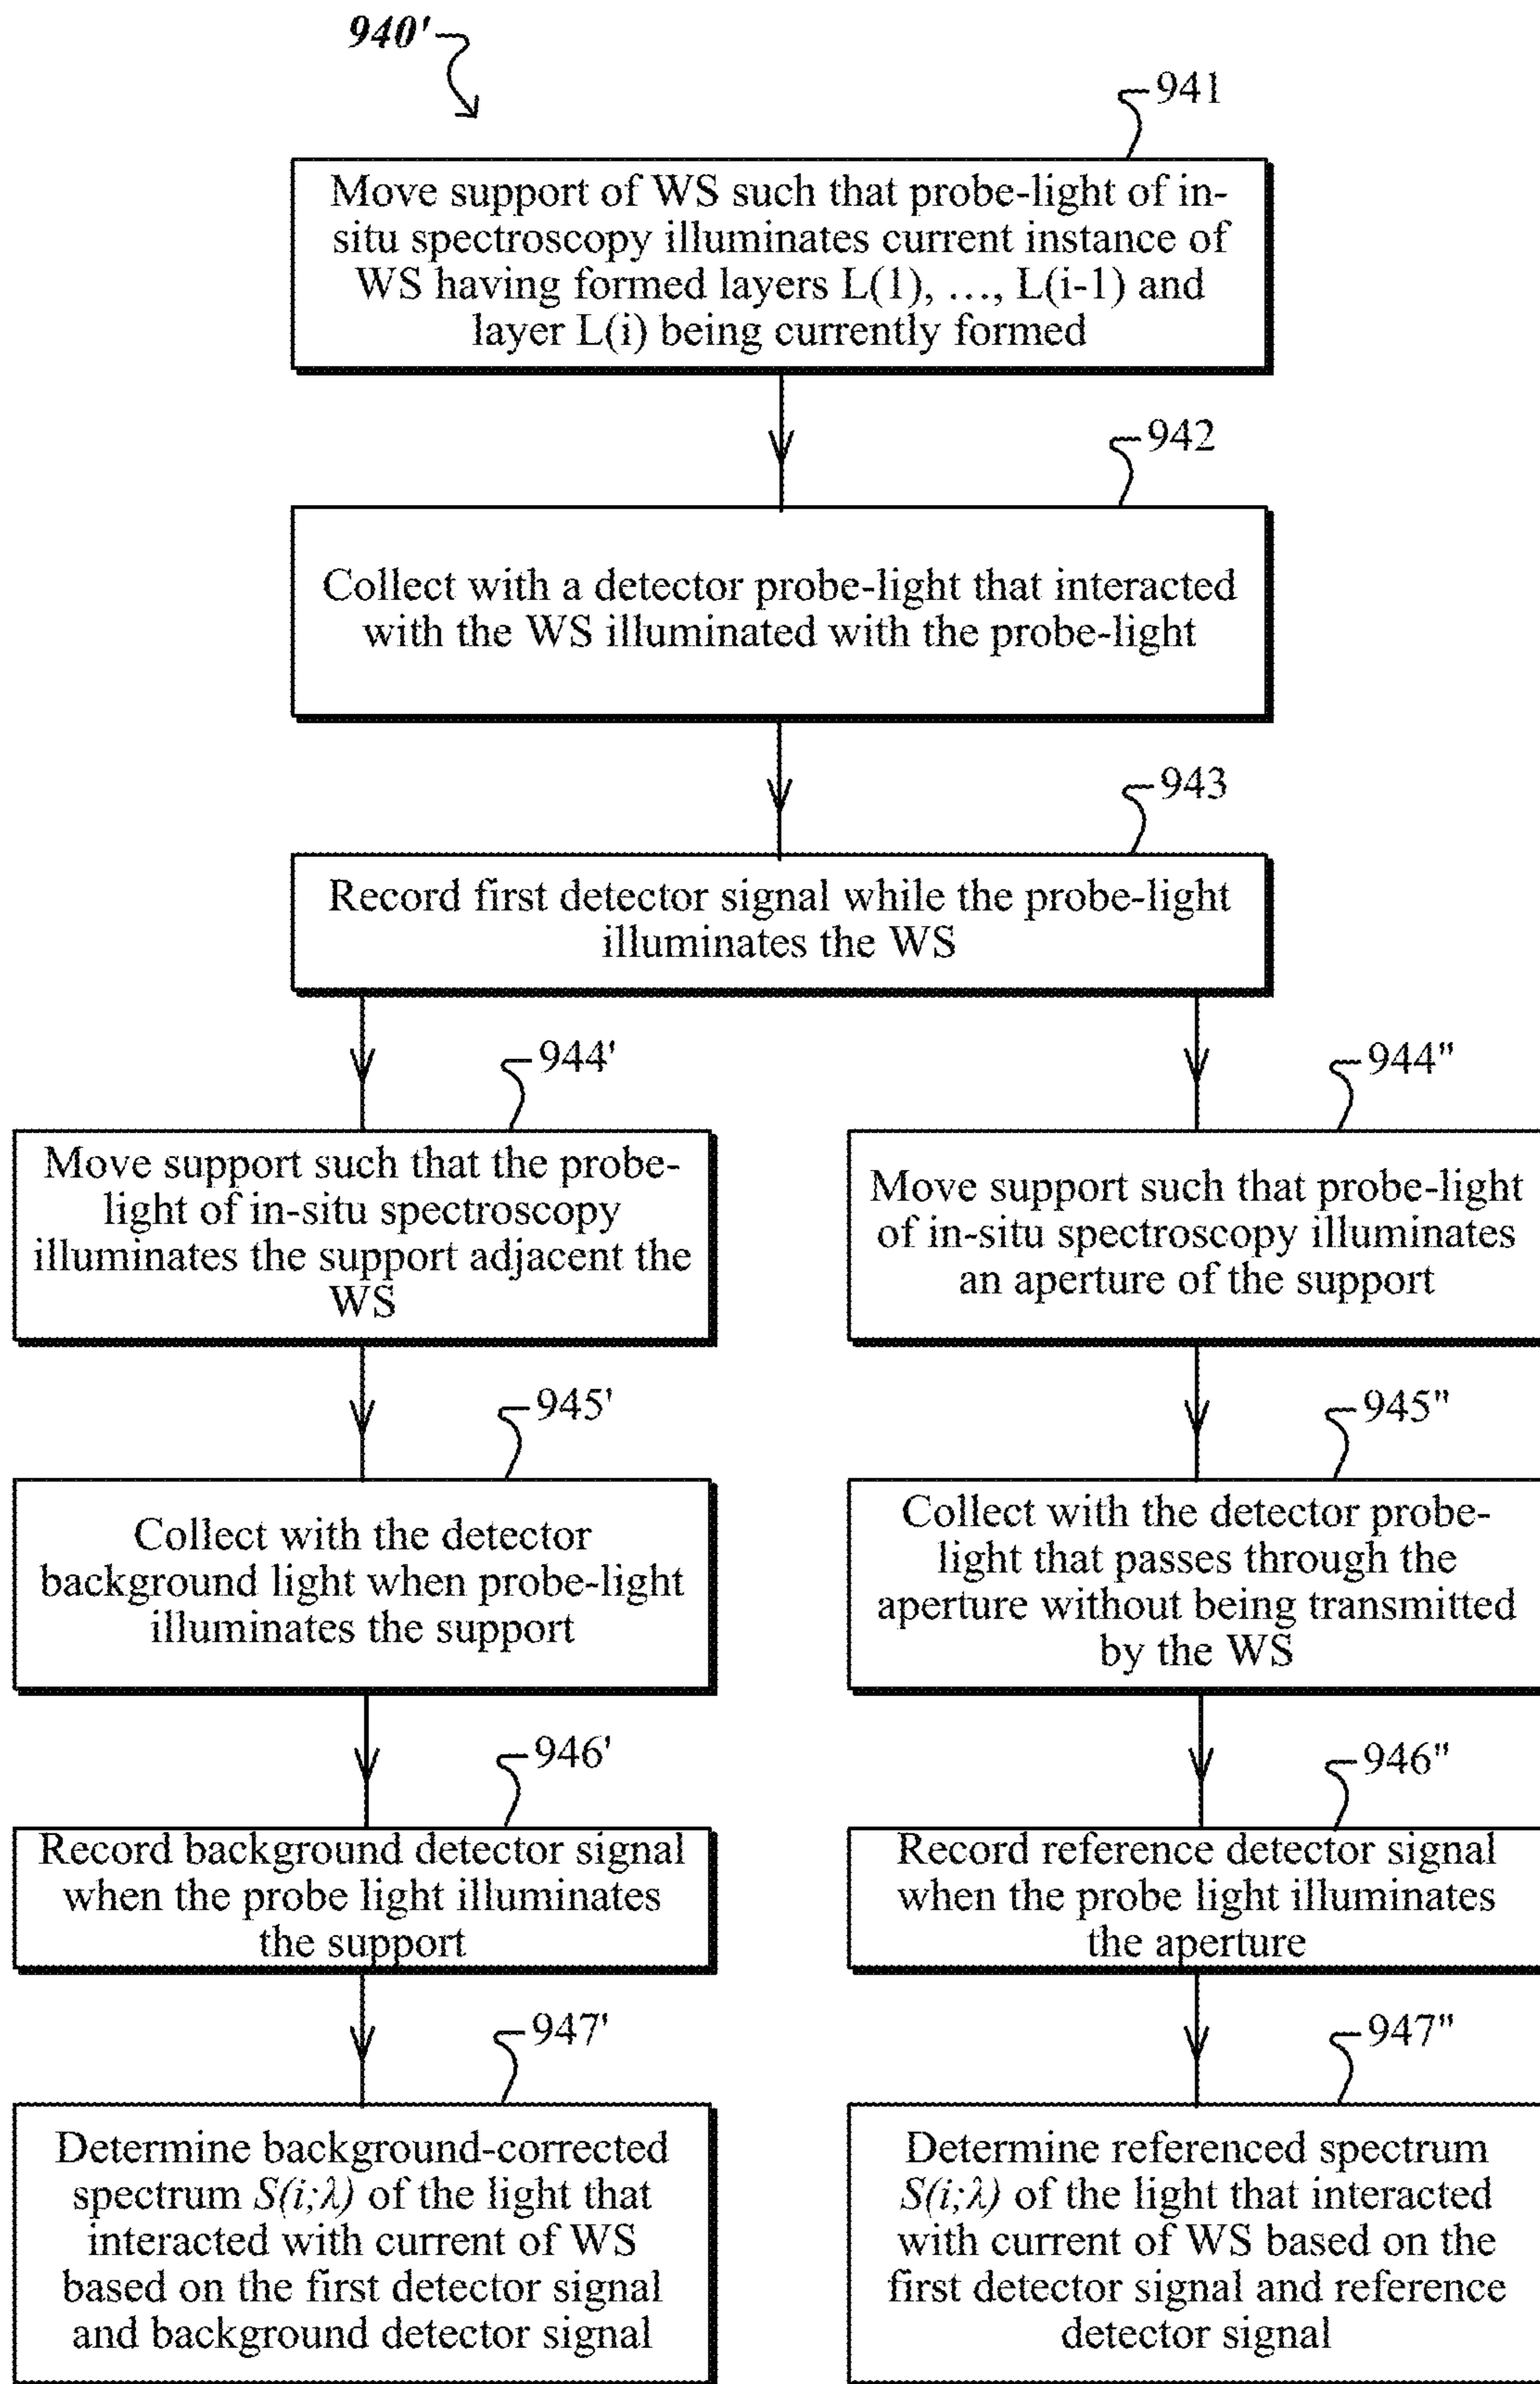 940'
941
Move support of WS such that probe-light of in-
situ spectroscopy illuminates current instance of
WS having formed layers L(1), …, L(i-1) and
layer L(i) being currently formed
942
Collect with a detector probe-light that interacted
with the WS illuminated with the probe-light
943
Record first detector signal while the probe-light
illuminates the WS
944'
Move support such that the probe-
light of in-situ spectroscopy
illuminates the support adjacent the
WS
945'
Collect with the detector
background light when probe-light
illuminates the support
946'
Record background detector signal
when the probe light illuminates
the support
947'
Determine background-corrected
spectrum S(i;λ) of the light that
interacted with current of WS
based on the first detector signal
and background detector signal
944"
Move support such that probe-light
of in-situ spectroscopy illuminates
an aperture of the support
945"
Collect with the detector probe-
light that passes through the
aperture without being transmitted
by the WS
946"
Record reference detector signal
when the probe light illuminates
the aperture
947"
Determine referenced spectrum
S(i;λ) of the light that interacted
with current of WS based on the
first detector signal and reference
detector signal